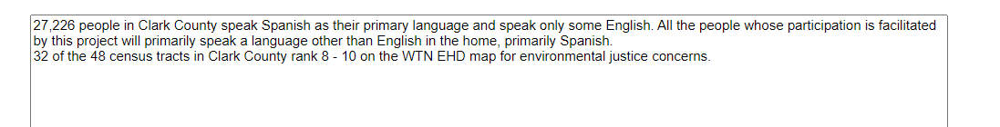 27,226 people in Clark County speak Spanish as their primary language and speak only some English. All the people whose participation is facilitated
by this project will primarily speak a language other than English in the home, primarily Spanish.
32 of the 48 census tracts in Clark County rank 8 - 10 on the WTN EHD map for environmental justice concerns.